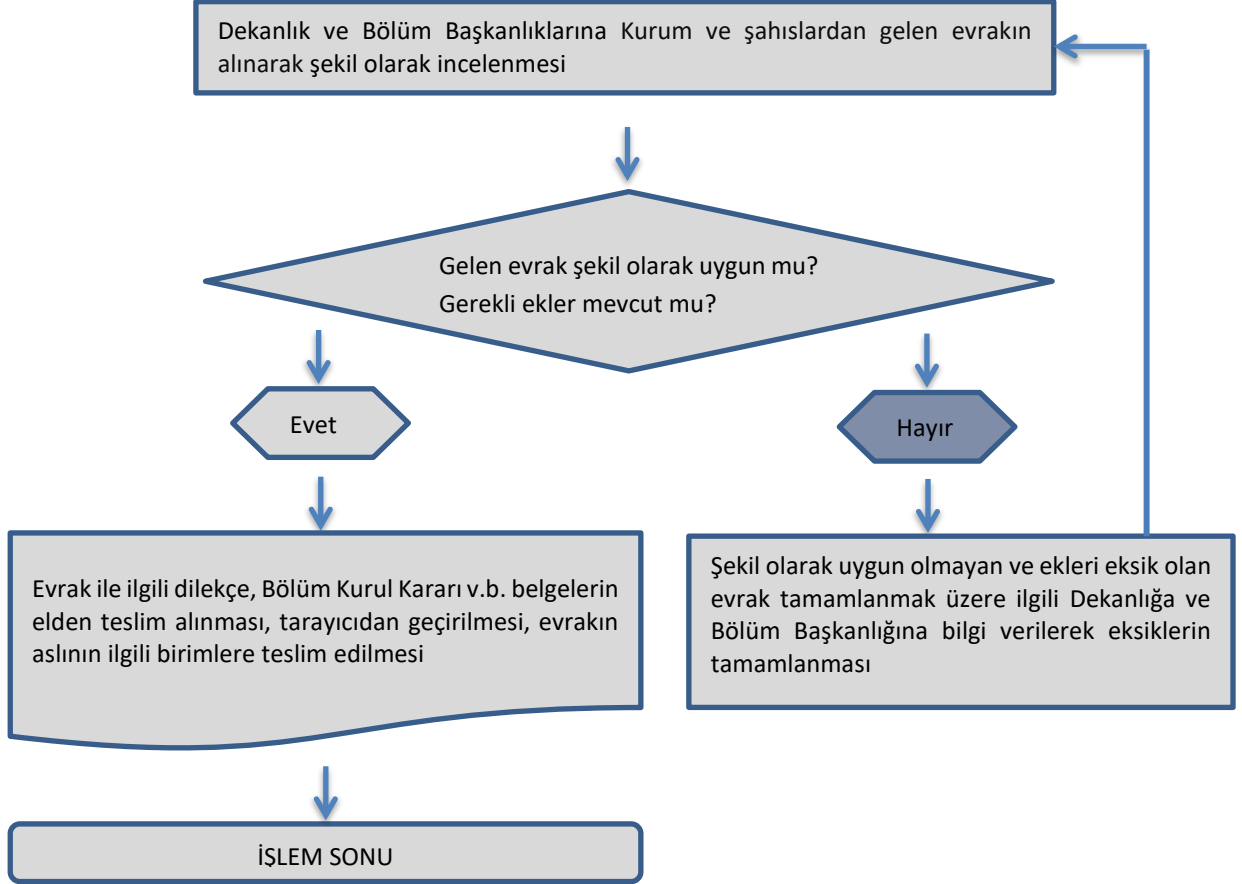 Dekanlık ve Bölüm Başkanlıklarına Kurum ve şahıslardan gelen evrakın
alınarak şekil olarak incelenmesi
Gelen evrak şekil olarak uygun mu?
Gerekli ekler mevcut mu?
Evet
Hayır
Evrak ile ilgili dilekçe, Bölüm Kurul Kararı v.b. belgelerin
elden teslim alınması, tarayıcıdan geçirilmesi, evrakın
aslının ilgili birimlere teslim edilmesi
Şekil olarak uygun olmayan ve ekleri eksik olan
evrak tamamlanmak üzere ilgili Dekanlığa ve
Bölüm Başkanlığına bilgi verilerek eksiklerin
tamamlanması
İŞLEM SONU